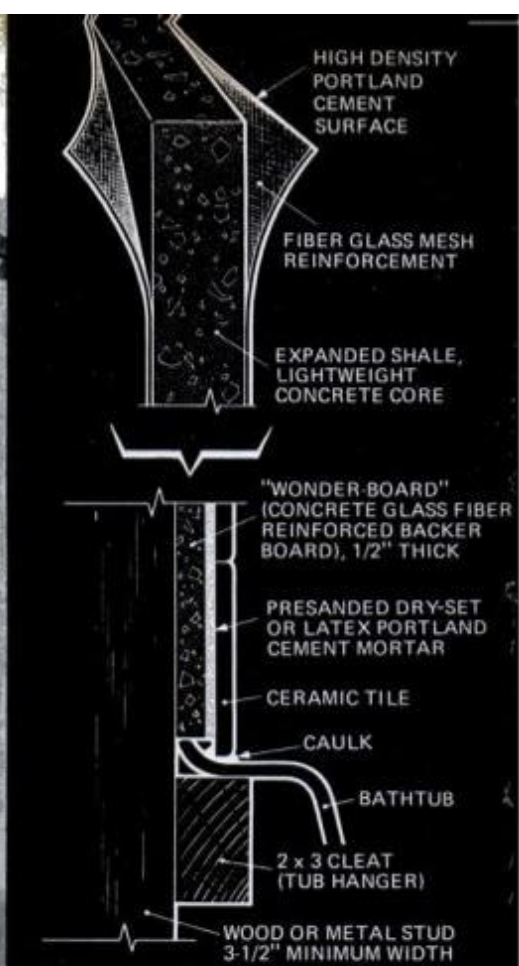 HIGH DENSITY
PORTLAND
CEMENT
SURFACE
FIBER GLASS MESH
REINFORCEMENT
EXPANDED SHALE,
LIGHTWEIGHT
CONCRETE CORE
"WONDER-BOARD"
(CONCRETE GLASS FIBER
REINFORCED BACKER
BOARD), 1/2" THICK
PRESANDED DRY-SET
OR LATEX PORTLAND
CEMENT MORTAR
CERAMIC TILE
CAULK
BATHTUB
2 x 3 CLEAT
(TUB HANGER)
WOOD OR METAL STUD
3-1/2" MINIMUM WIDTH